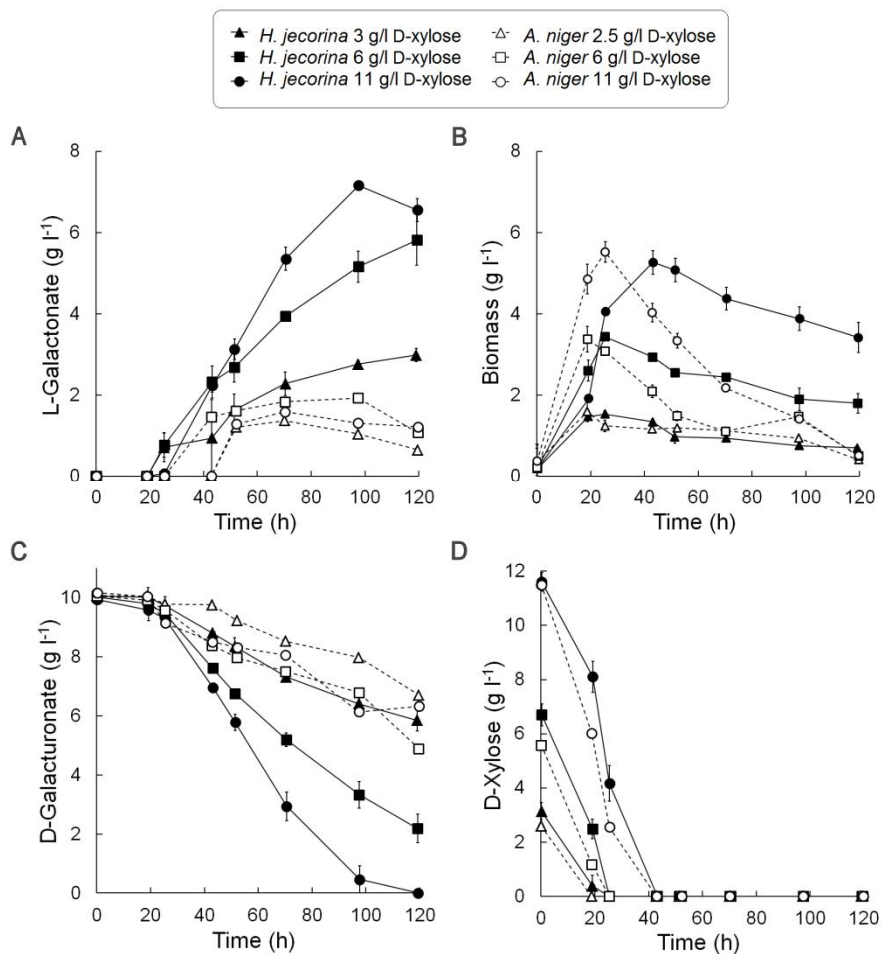 H. jecorina 3 g/l D-xylose
A. niger 2.5 g/l D-xylose
H. jecorina 6 g/l D-xylose
A. niger 6 g/l D-xylose
H. jecorina 11 g/l D-xylose
A. niger 11 g/l D-xylose
A
8
6
4
2
0
L-Galactonate (g l-1)
0 20 40 60 80 100 120
Time (h)
B
8
6
4
2
0
Biomass (g l-1)
0 20 40 60 80 100 120
Time (h)
C
10
8
6
4
2
0
D-Galacturonate (g l-1)
0 20 40 60 80 100 120
Time (h)
D
12
10
8
6
4
2
0
D-Xylose (g l-1)
0 20 40 60 80 100 120
Time (h)